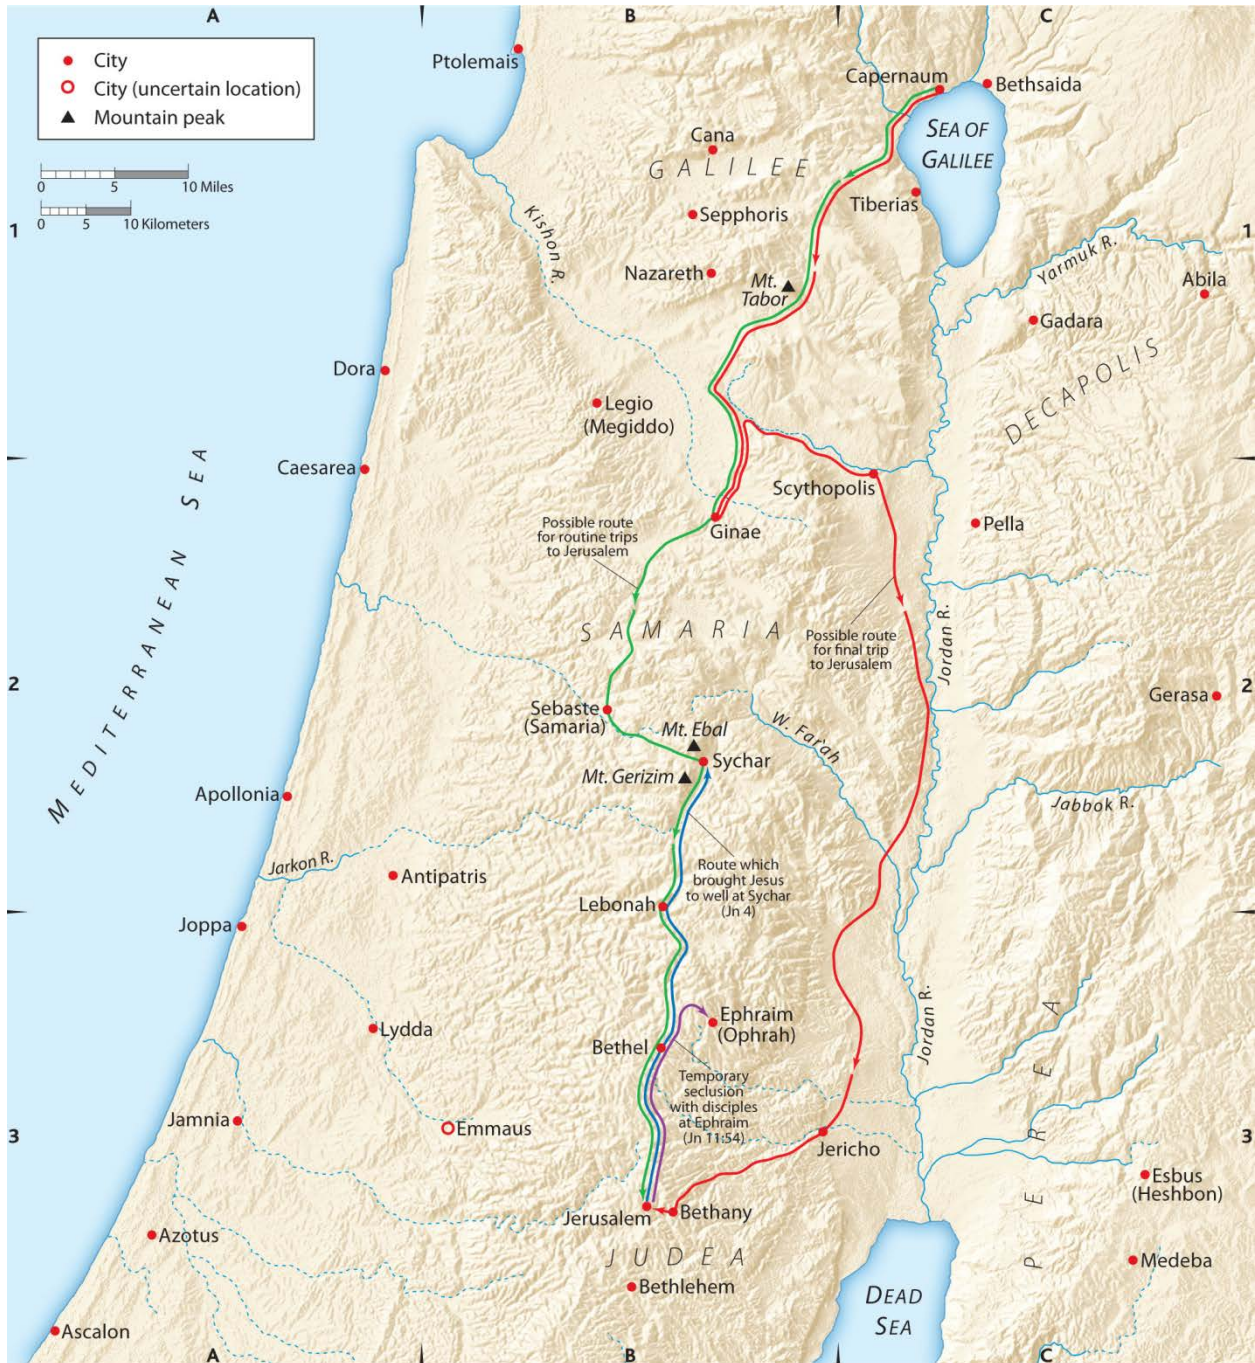 A
B
C
City
City (uncertain location)
Mountain peak
0 5 10 Miles
0 5 10 Kilometers
Ptolemais
Capernaum
Bethsaida
SEA OF
GALILEE
Cana
GALILEE
Tiberias
Sepphoris
Kishon R.
1
1
Nazareth
Mt.
Tabor
Yarmuk R.
Abila
Gadara
Dora
DECAPOLIS
Legio
(Megiddo)
Caesarea
Scythopolis
MEDITERRANEAN SEA
Possible route
for routine trips
to Jerusalem
Ginae
Pella
SAMARIA
Possible route
for final trip
to Jerusalem
Jordan R.
2
2
Sebaste
(Samaria)
Gerasa
Mt. Ebal
W. Far'ah
Sychar
Mt. Gerizim
Apollonia
Jabbok R.
Jarkon R.
Antipatris
Route which
brought Jesus
to well at Sychar
(Jn 4)
Lebonah
Joppa
Lydda
Ephraim
(Ophrah)
Jordan R.
PEREA
Bethel
Temporary
seclusion
with disciples
at Ephraim
(Jn 11:54)
Jamnia
Emmaus
3
3
Jericho
Esbus
(Heshbon)
Jerusalem
Bethany
Azotus
JUDEA
Medeba
Bethlehem
DEAD
SEA
Ascalon
A
B
C